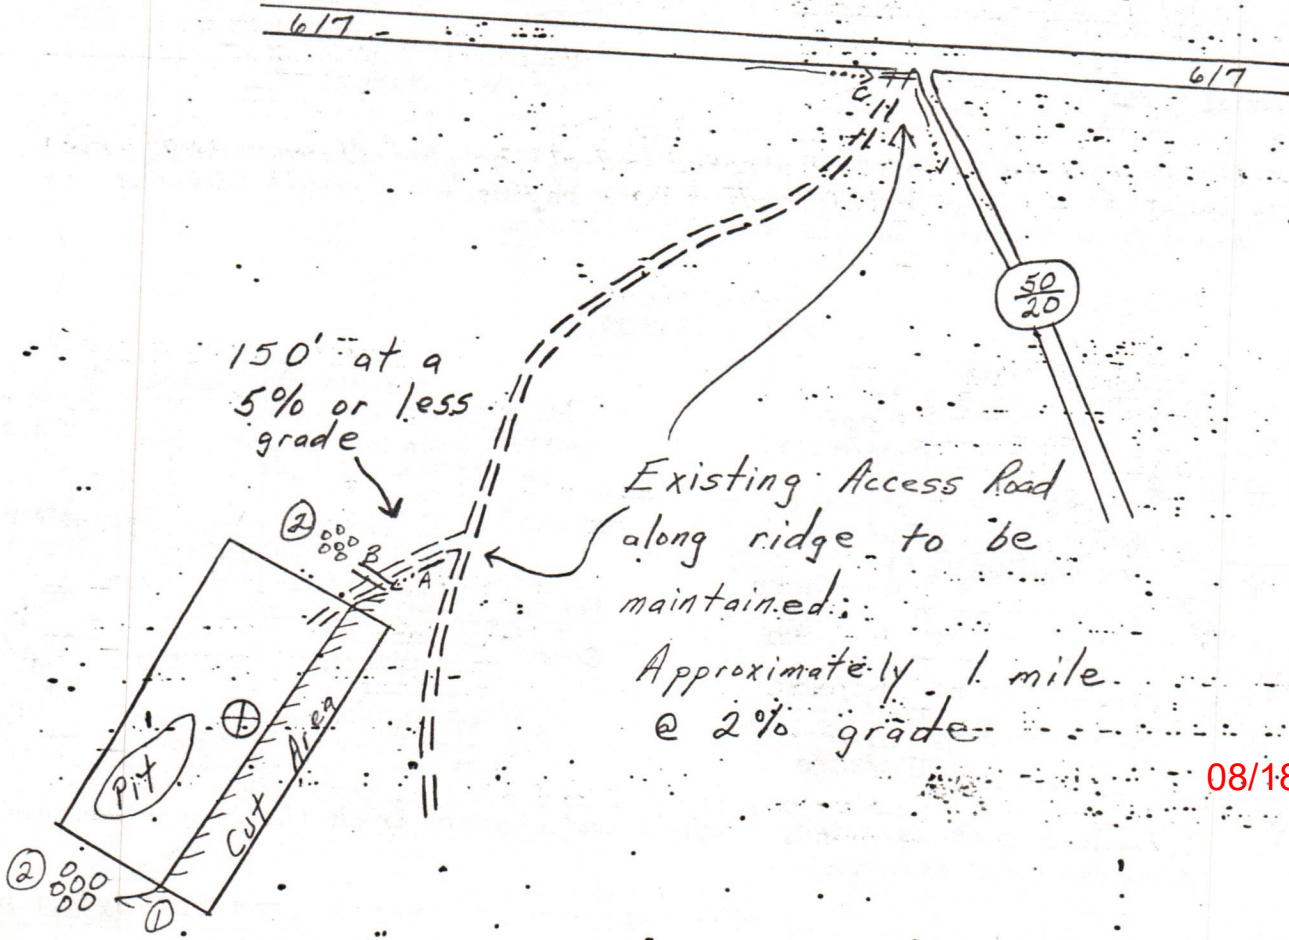 6/7
6/7
C
50
20
150' at a
5% or less
grade
Existing Access Road
along ridge to be
maintained.
Approximately 1 mile
@ 2% grade
2
B
A
Pit
Cut Area
2
1
08/18